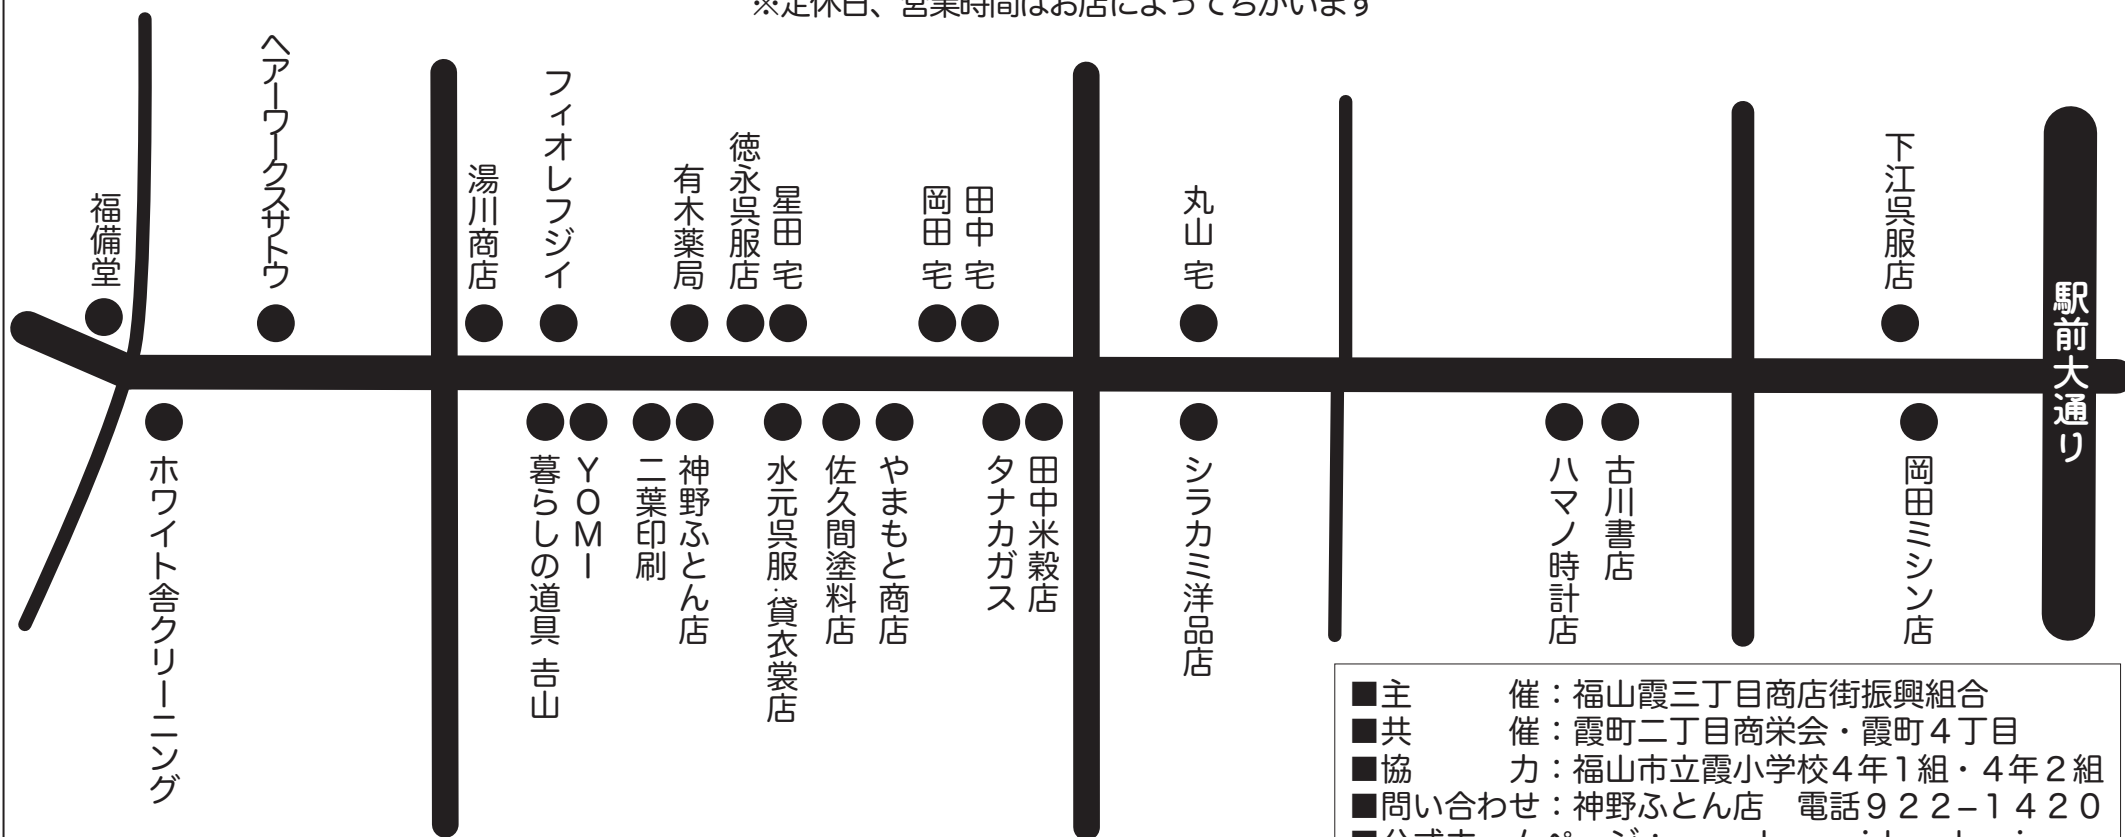 ※定休日、営業時間はお店によってちがいます
福備堂
ヘアーワークスサトウ
湯川商店
フィオレフジイ
有木薬局
徳永呉服店
星田 宅
岡田 宅
田中 宅
丸山 宅
下江呉服店
駅前大通り
ホワイト舎クリーニング
暮らしの道具 吉山
YOMI
二葉印刷
神野ふとん店
水元呉服・貸衣裳店
佐久間塗料店
やまもと商店
タナカガス
田中米穀店
シラカミ洋品店
ハマノ時計店
古川書店
岡田ミシン店
■主　　　催：福山霞三丁目商店街振興組合
■共　　　催：霞町二丁目商栄会・霞町４丁目
■協　　　力：福山市立霞小学校４年１組・４年２組
■問い合わせ：神野ふとん店　電話９２２−１４２０
■公式ホームページ：